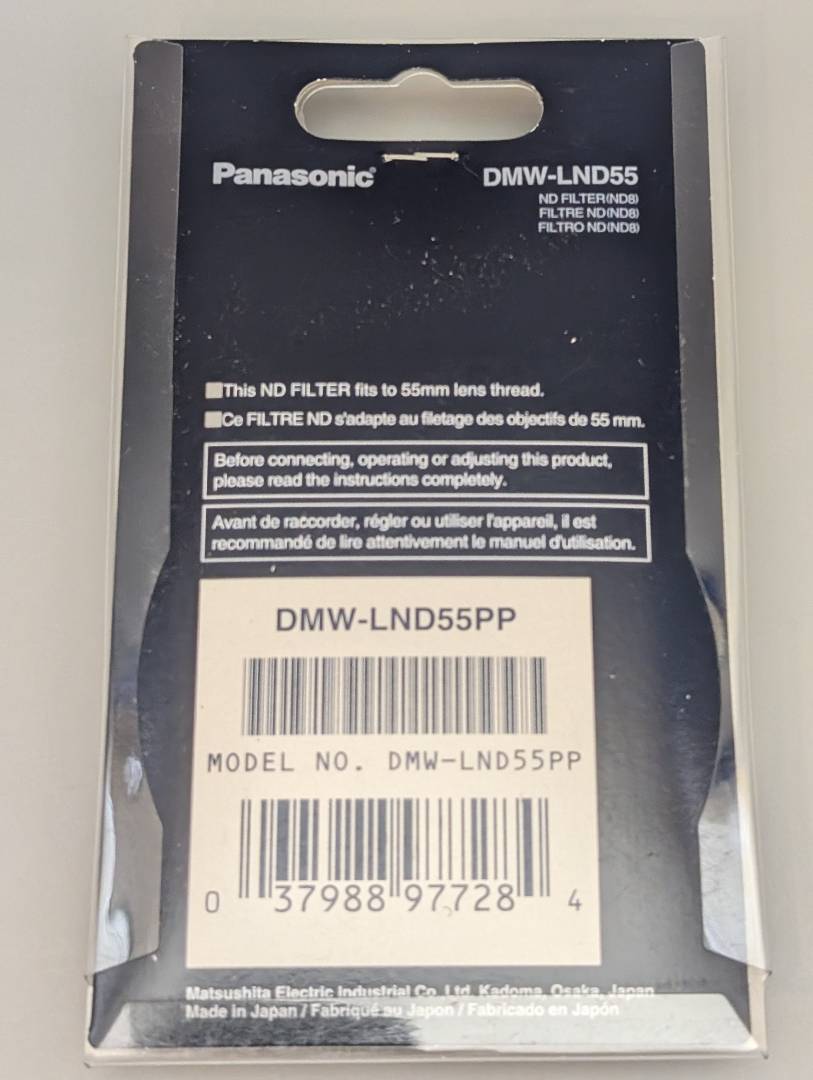 Panasonic
DMW-LND55
ND FILTER(ND8)
FILTRE ND(ND8)
FILTRO ND(ND8)
This ND FILTER fits to 55mm lens thread.
Ce FILTRE ND s'adapte au filetage des objectifs de 55 mm.
Before connecting, operating or adjusting this product,
please read the instructions completely.
Avant de raccorder, régler ou utiliser l'appareil, il est
recommandé de lire attentivement le manuel d'utilisation.
DMW-LND55PP
MODEL NO. DMW-LND55PP
0 37988 97728 4
Matsushita Electric Industrial Co., Ltd. Kadoma, Osaka, Japan
Made in Japan / Fabriqué au Japon / Fabricado en Japón